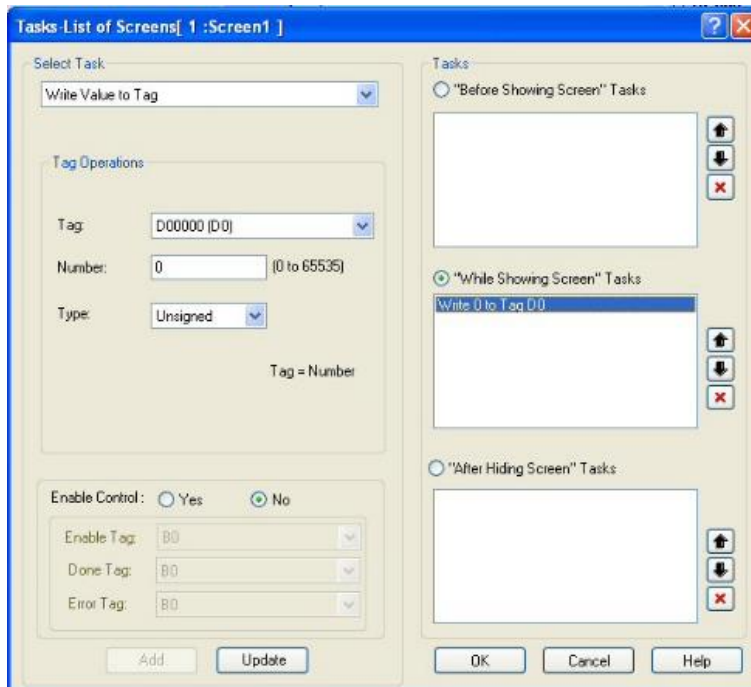 Tasks-List of Screens[ 1 :Screen1 ]
Select Task
Write Value to Tag
Tag Operations
Tag:
D00000 (D0)
Number:
0
(0 to 65535)
Type:
Unsigned
Tag = Number
Enable Control :
Yes
No
Enable Tag:
B0
Done Tag:
B0
Error Tag:
B0
Add
Update
Tasks
"Before Showing Screen" Tasks
"While Showing Screen" Tasks
Write 0 to Tag D0
"After Hiding Screen" Tasks
OK
Cancel
Help